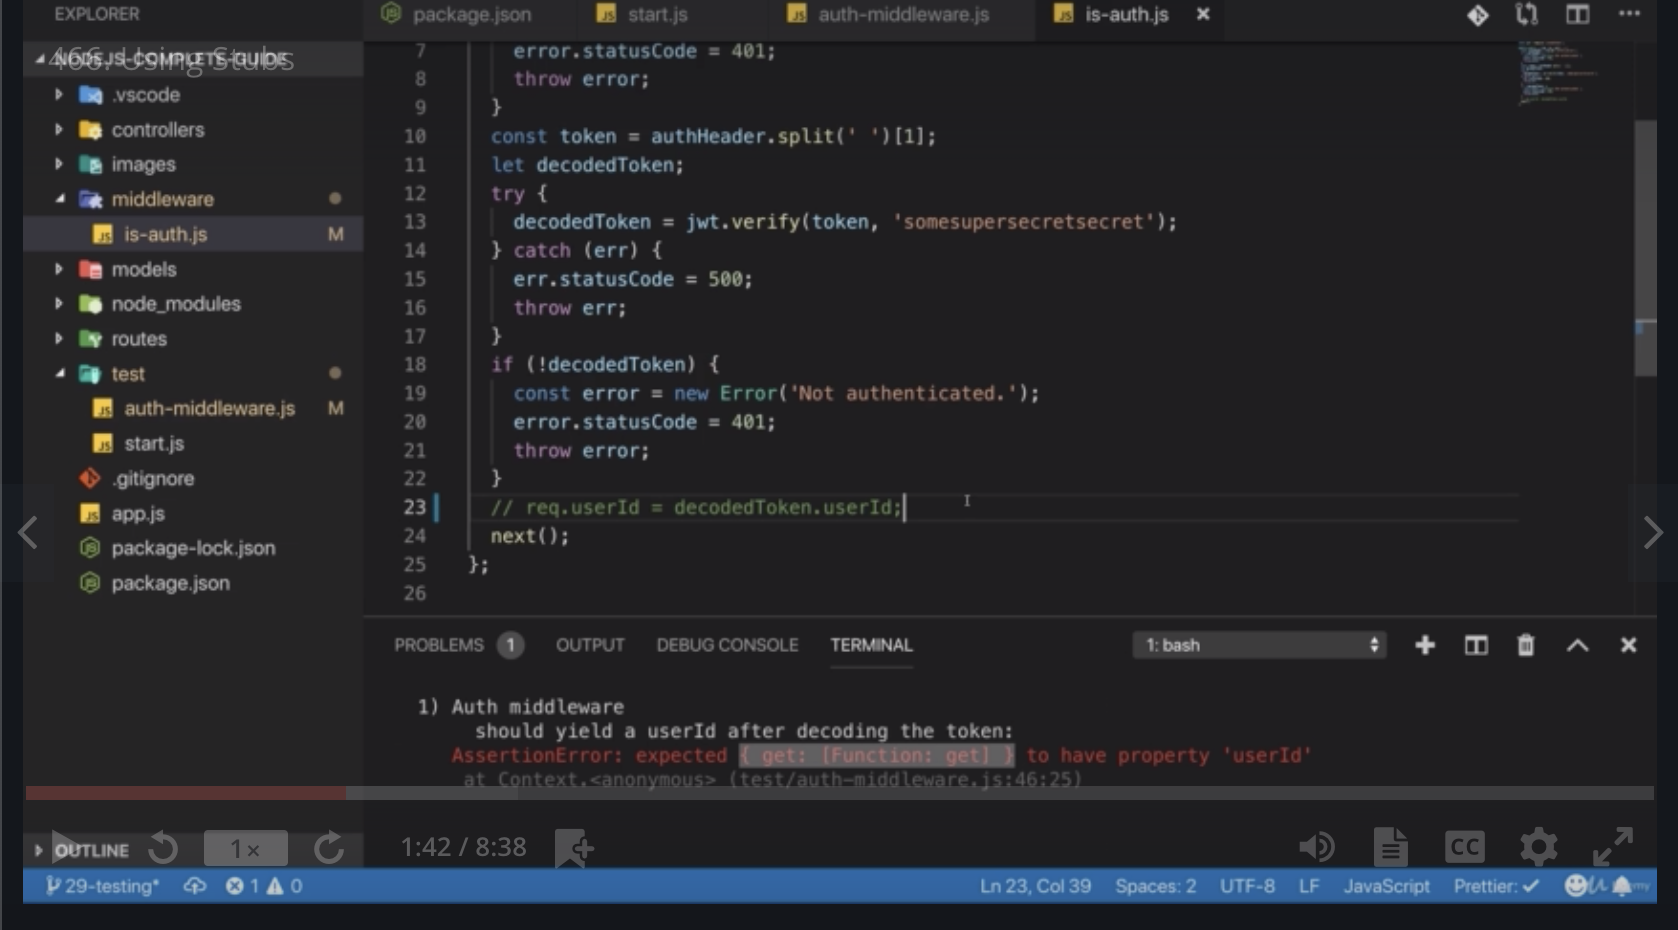 EXPLORER
package.json
start.js
auth-middleware.js
is-auth.js
NODEJS-COMPLETE-GUIDE
466. Using Stubs
.vscode
controllers
images
middleware
is-auth.js M
models
node_modules
routes
test
auth-middleware.js M
start.js
.gitignore
app.js
package-lock.json
package.json
7 error.statusCode = 401;
8 throw error;
9 }
10 const token = authHeader.split(' ')[1];
11 let decodedToken;
12 try {
13 decodedToken = jwt.verify(token, 'somesupersecretsecret');
14 } catch (err) {
15 err.statusCode = 500;
16 throw err;
17 }
18 if (!decodedToken) {
19 const error = new Error('Not authenticated.');
20 error.statusCode = 401;
21 throw error;
22 }
23 // req.userId = decodedToken.userId;
24 next();
25 };
26
PROBLEMS 1 OUTPUT DEBUG CONSOLE TERMINAL 1: bash
1) Auth middleware
should yield a userId after decoding the token:
AssertionError: expected { get: [Function: get] } to have property 'userId'
at Context.<anonymous> (test/auth-middleware.js:46:25)
OUTLINE
1×
1:42 / 8:38
CC
29-testing* 1 0 Ln 23, Col 39 Spaces: 2 UTF-8 LF JavaScript Prettier: ✓